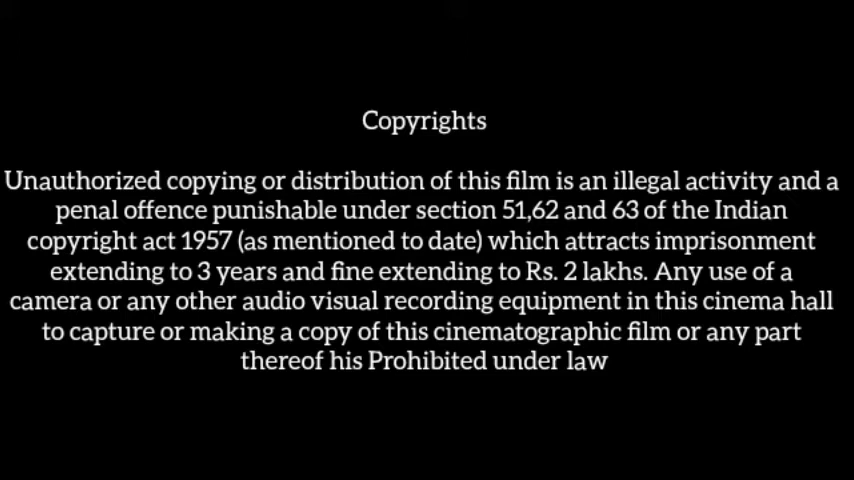 Copyrights
Unauthorized copying or distribution of this film is an illegal activity and a
penal offence punishable under section 51,62 and 63 of the Indian
copyright act 1957 (as mentioned to date) which attracts imprisonment
extending to 3 years and fine extending to Rs. 2 lakhs. Any use of a
camera or any other audio visual recording equipment in this cinema hall
to capture or making a copy of this cinematographic film or any part
thereof his Prohibited under law